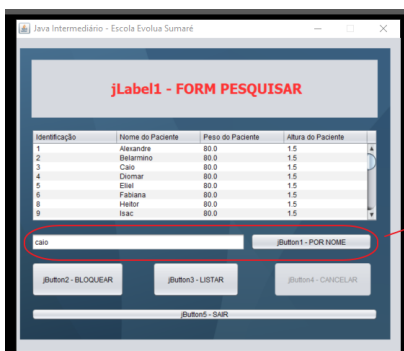 Java Intermediário - Escola Evolua Sumaré
jLabel1 - FORM PESQUISAR
Identificação Nome do Paciente Peso do Paciente Altura do Paciente
1 Alexandre 80.0 1.5
2 Belarmino 80.0 1.5
3 Caio 80.0 1.5
4 Diomar 80.0 1.5
5 Eliel 80.0 1.5
6 Fabiana 80.0 1.5
8 Heitor 80.0 1.5
9 Isac 80.0 1.5
caio jButton1 - POR NOME
jButton2 - BLOQUEAR jButton3 - LISTAR jButton4 - CANCELAR
jButton5 - SAIR